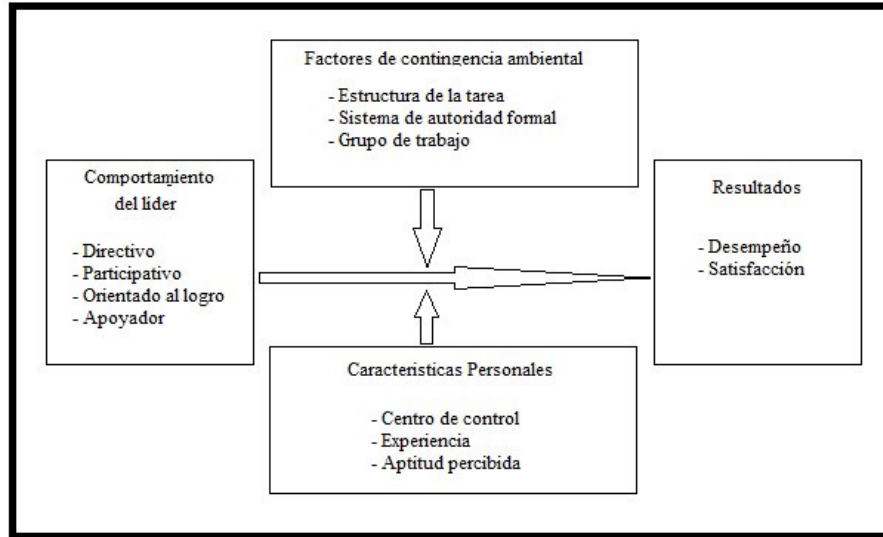 Factores de contingencia ambiental
- Estructura de la tarea
- Sistema de autoridad formal
- Grupo de trabajo
Comportamiento
del líder
- Directivo
- Participativo
- Orientado al logro
- Apoyador
Resultados
- Desempeño
- Satisfacción
Caracteristicas Personales
- Centro de control
- Experiencia
- Aptitud percibida